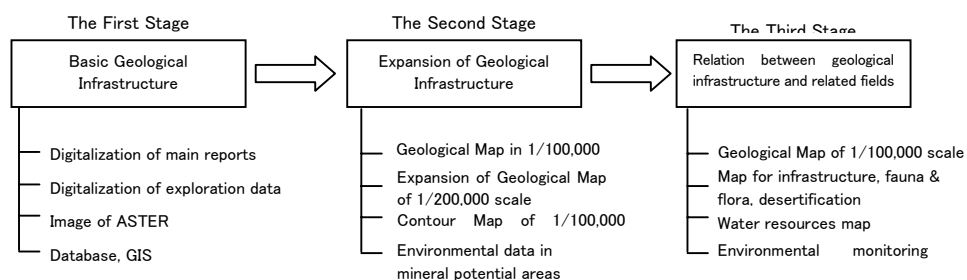 The First Stage
Basic Geological
Infrastructure
Digitalization of main reports
Digitalization of exploration data
Image of ASTER
Database, GIS
The Second Stage
Expansion of Geological
Infrastructure
Geological Map in 1/100,000
Expansion of Geological Map
of 1/200,000 scale
Contour Map of 1/100,000
Environmental data in
mineral potential areas
The Third Stage
Relation between geological
infrastructure and related fields
Geological Map of 1/100,000 scale
Map for infrastructure, fauna &
flora, desertification
Water resources map
Environmental monitoring